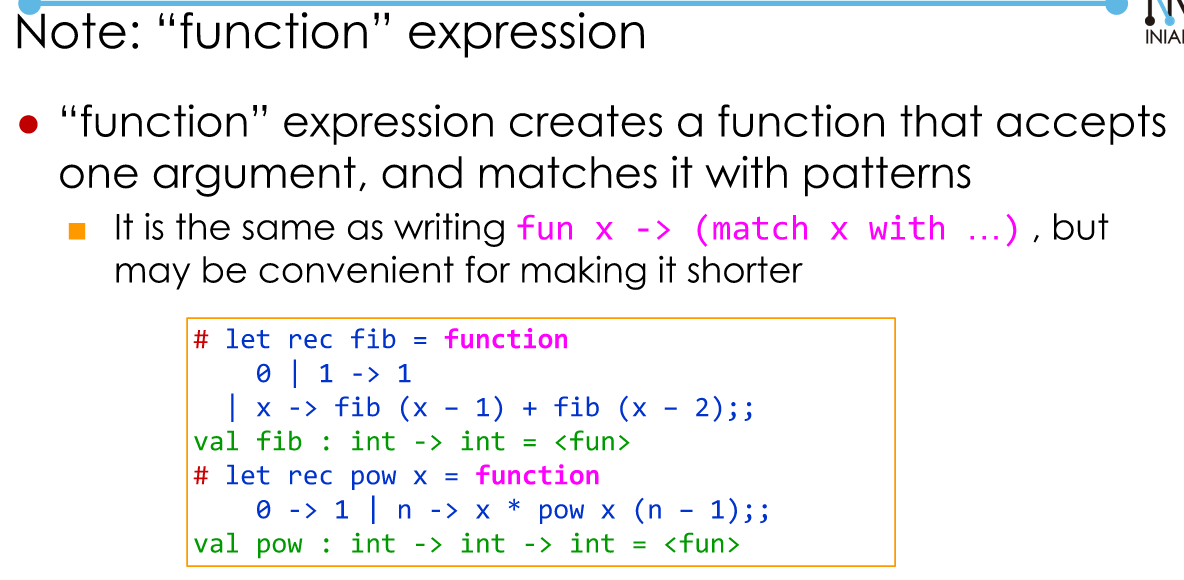 Note: “function” expression
● “function” expression creates a function that accepts
one argument, and matches it with patterns
■ It is the same as writing fun x -> (match x with …) , but
may be convenient for making it shorter
# let rec fib = function
    0 | 1 -> 1
  | x -> fib (x – 1) + fib (x – 2);;
val fib : int -> int = <fun>
# let rec pow x = function
    0 -> 1 | n -> x * pow x (n – 1);;
val pow : int -> int -> int = <fun>